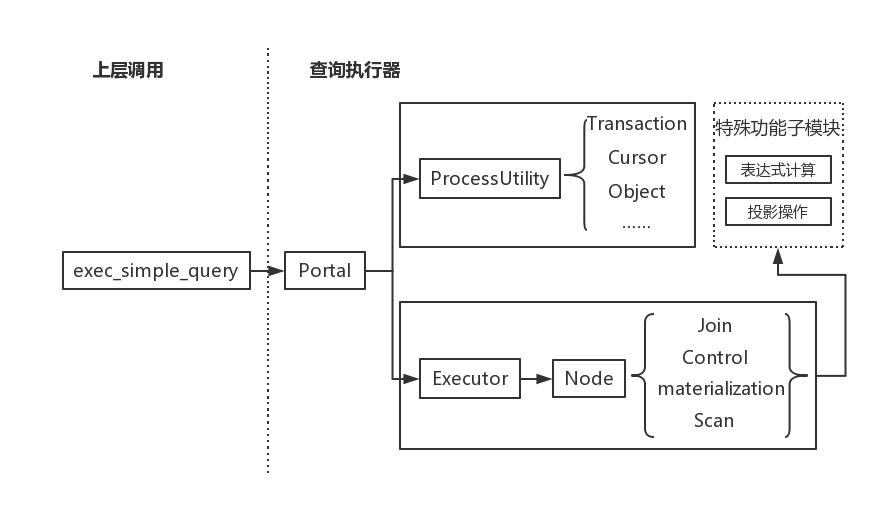 上层调用
查询执行器
exec_simple_query
Portal
ProcessUtility
Transaction
Cursor
Object
......
特殊功能子模块
表达式计算
投影操作
Executor
Node
Join
Control
materialization
Scan